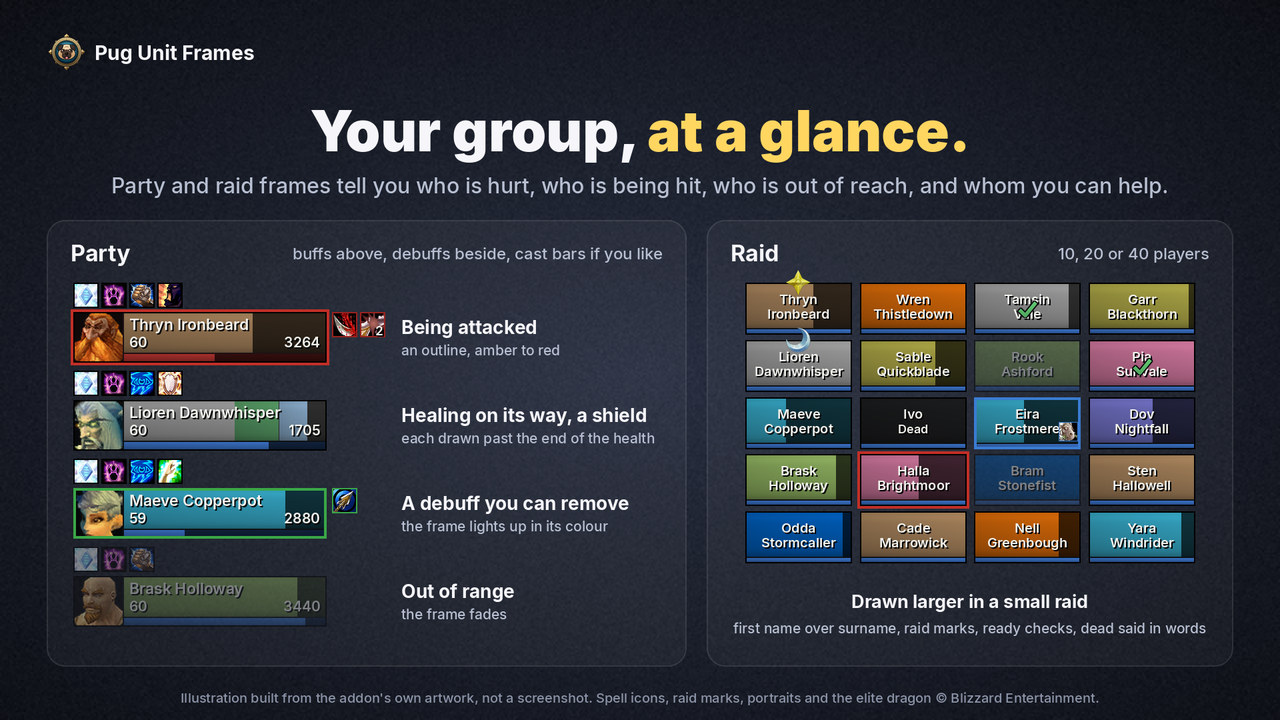 Pug Unit Frames
Your group, at a glance.
Party and raid frames tell you who is hurt, who is being hit, who is out of reach, and whom you can help.
Party
buffs above, debuffs beside, cast bars if you like
Thryn Ironbeard
60
3264
2
Being attacked
an outline, amber to red
Lioren Dawnwhisper
60
1705
Healing on its way, a shield
each drawn past the end of the health
Maeve Copperpot
59
2880
A debuff you can remove
the frame lights up in its colour
Brask Holloway
60
3440
Out of range
the frame fades
Raid
10, 20 or 40 players
Thryn
Ironbeard
Wren
Thistledown
Tamsin
Garr
Blackthorn
Lioren
Dawnwhisper
Sable
Quickblade
Rook
Ashford
Pia
Maeve
Copperpot
Ivo
Dead
Eira
Frostmere
Dov
Nightfall
Brask
Holloway
Halla
Brightmoor
Bram
Stonefist
Sten
Hallowell
Odda
Stormcaller
Cade
Marrowick
Nell
Greenbough
Yara
Windrider
Drawn larger in a small raid
first name over surname, raid marks, ready checks, dead said in words
Illustration built from the addon's own artwork, not a screenshot. Spell icons, raid marks, portraits and the elite dragon © Blizzard Entertainment.